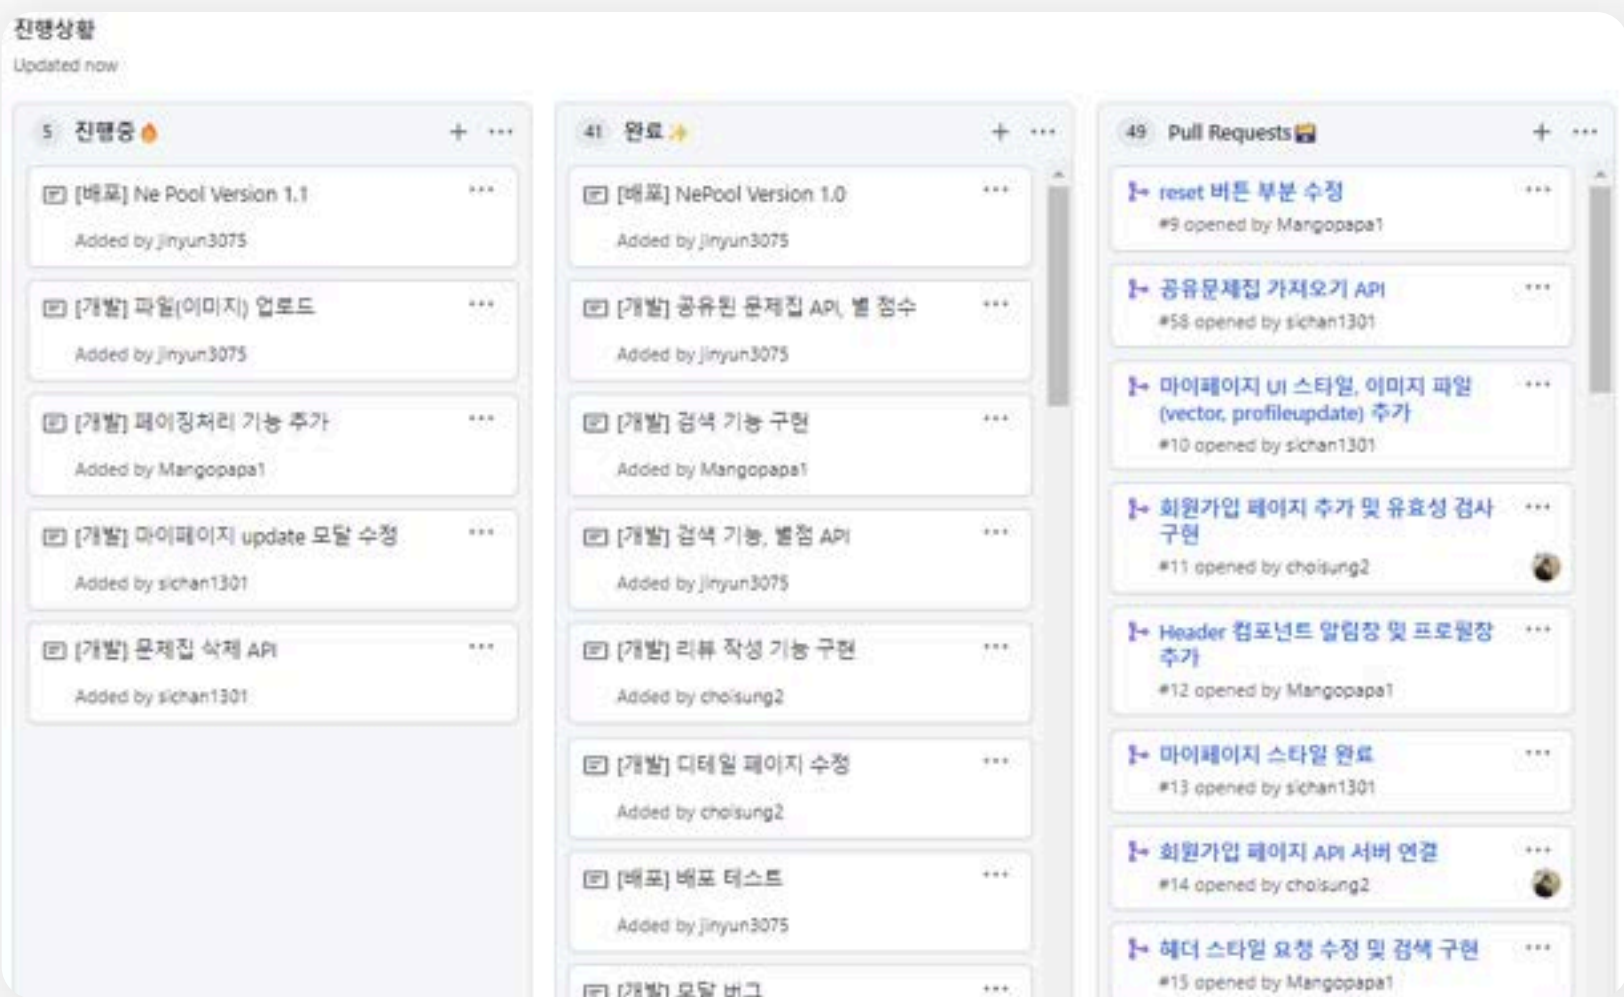 진행상황
Updated now
5 진행중🔥
[배포] Ne Pool Version 1.1
Added by jinyun3075
[개발] 파일(이미지) 업로드
Added by jinyun3075
[개발] 페이징처리 기능 추가
Added by Mangopapa1
[개발] 마이페이지 update 모달 수정
Added by sichan1301
[개발] 문제집 삭제 API
Added by sichan1301
41 완료✨
[배포] NePool Version 1.0
Added by jinyun3075
[개발] 공유된 문제집 API, 별 점수
Added by jinyun3075
[개발] 검색 기능 구현
Added by Mangopapa1
[개발] 검색 기능, 별점 API
Added by jinyun3075
[개발] 리뷰 작성 기능 구현
Added by choisung2
[개발] 디테일 페이지 수정
Added by choisung2
[배포] 배포 테스트
Added by jinyun3075
[개발] 모달 버그
49 Pull Requests
reset 버튼 부분 수정
#9 opened by Mangopapa1
공유문제집 가져오기 API
#58 opened by sichan1301
마이페이지 UI 스타일, 이미지 파일
(vector, profileupdate) 추가
#10 opened by sichan1301
회원가입 페이지 추가 및 유효성 검사
구현
#11 opened by choisung2
Header 컴포넌트 알림창 및 프로필창
추가
#12 opened by Mangopapa1
마이페이지 스타일 완료
#13 opened by sichan1301
회원가입 페이지 API 서버 연결
#14 opened by choisung2
헤더 스타일 요청 수정 및 검색 구현
#15 opened by Mangopapa1